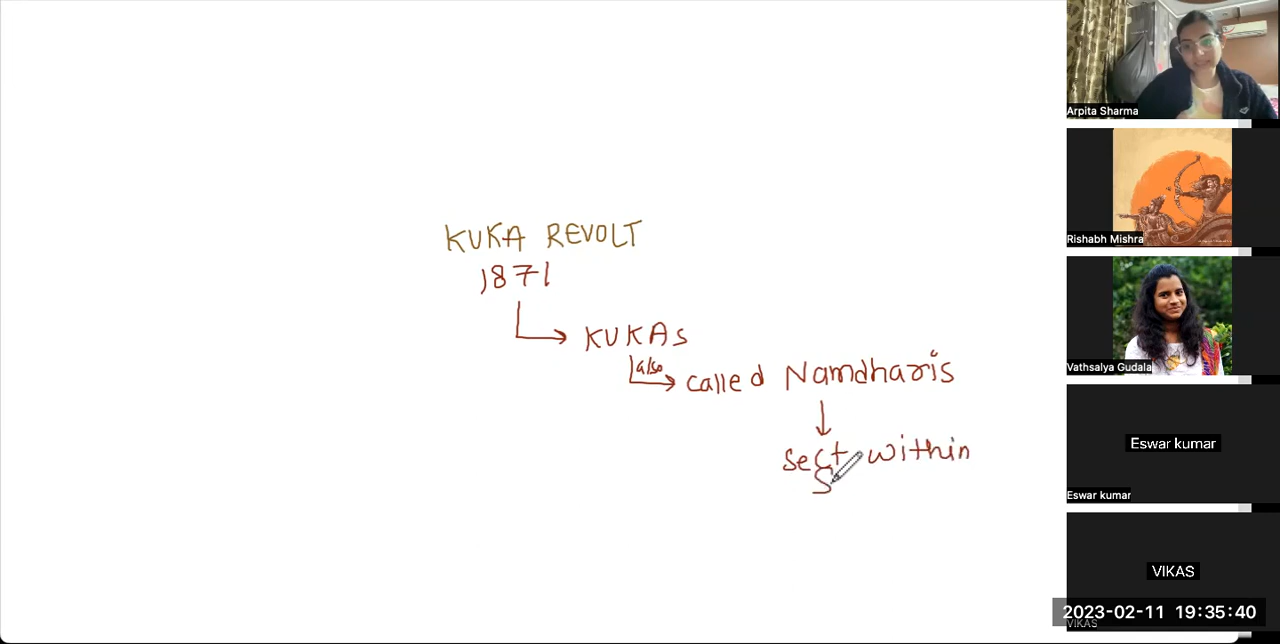 KUKA REVOLT
1871
KUKAs
also
called Namdharis
sect within
S
Arpita Sharma
Rishabh Mishra
Vathsalya Gudala
Eswar kumar
Eswar kumar
VIKAS
2023-02-11 19:35:40
VIKAS